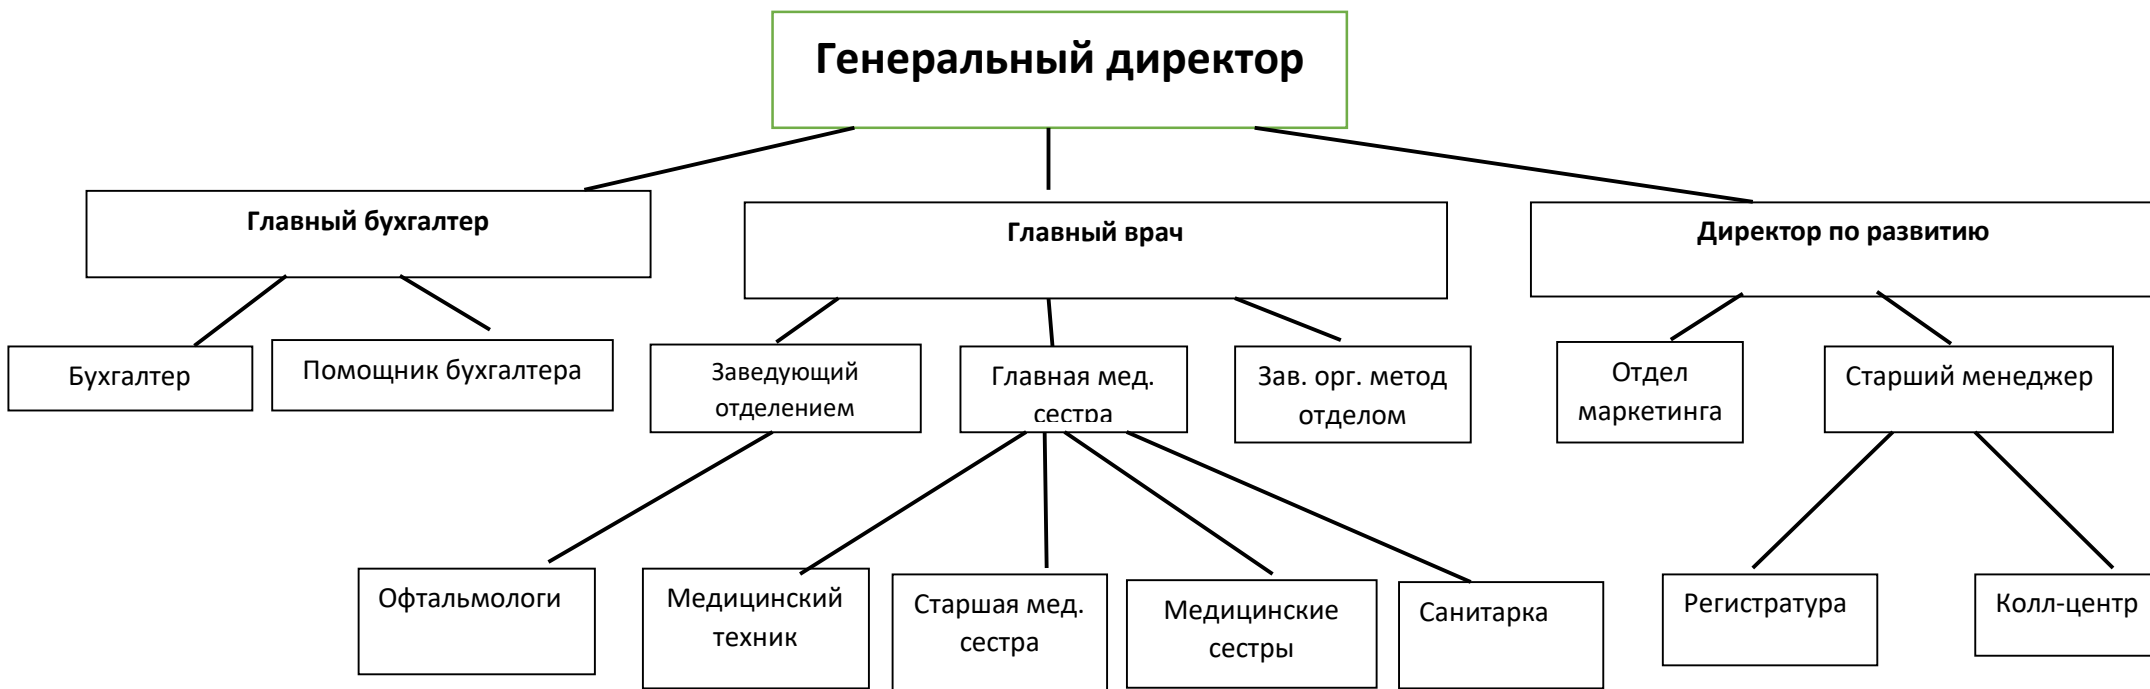 Генеральный директор
Главный бухгалтер
Главный врач
Директор по развитию
Бухгалтер
Помощник бухгалтера
Заведующий
отделением
Главная мед.
сестра
Зав. орг. метод
отделом
Отдел
маркетинга
Старший менеджер
Офтальмологи
Медицинский
техник
Старшая мед.
сестра
Медицинские
сестры
Санитарка
Регистратура
Колл-центр